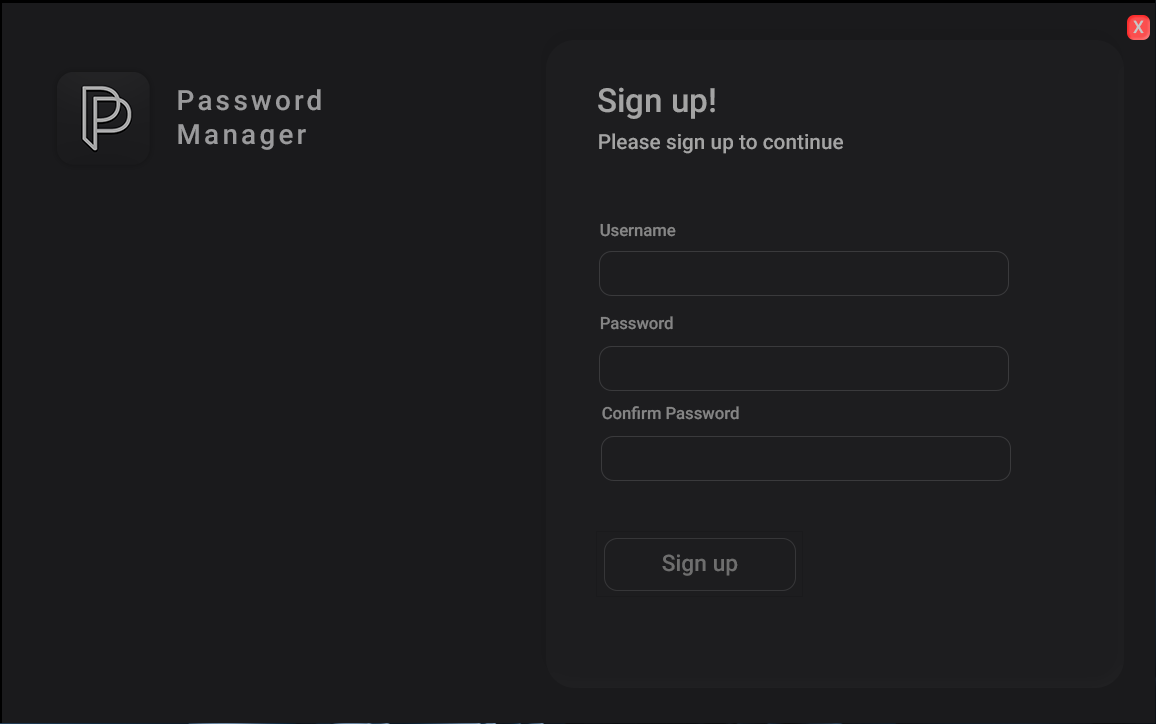 X
Password
Manager
Sign up!
Please sign up to continue
Username
Password
Confirm Password
Sign up